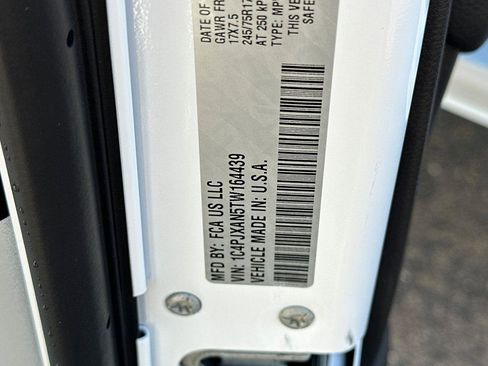 DATE OF
GAWR FR
17X7.5
245/75R17
AT 250 KP
TYPE: MP
THIS VE
SAFE
MFD BY: FCA US LLC
VIN: 1C4PJXAN5TW164439
VEHICLE MADE IN: U.S.A.